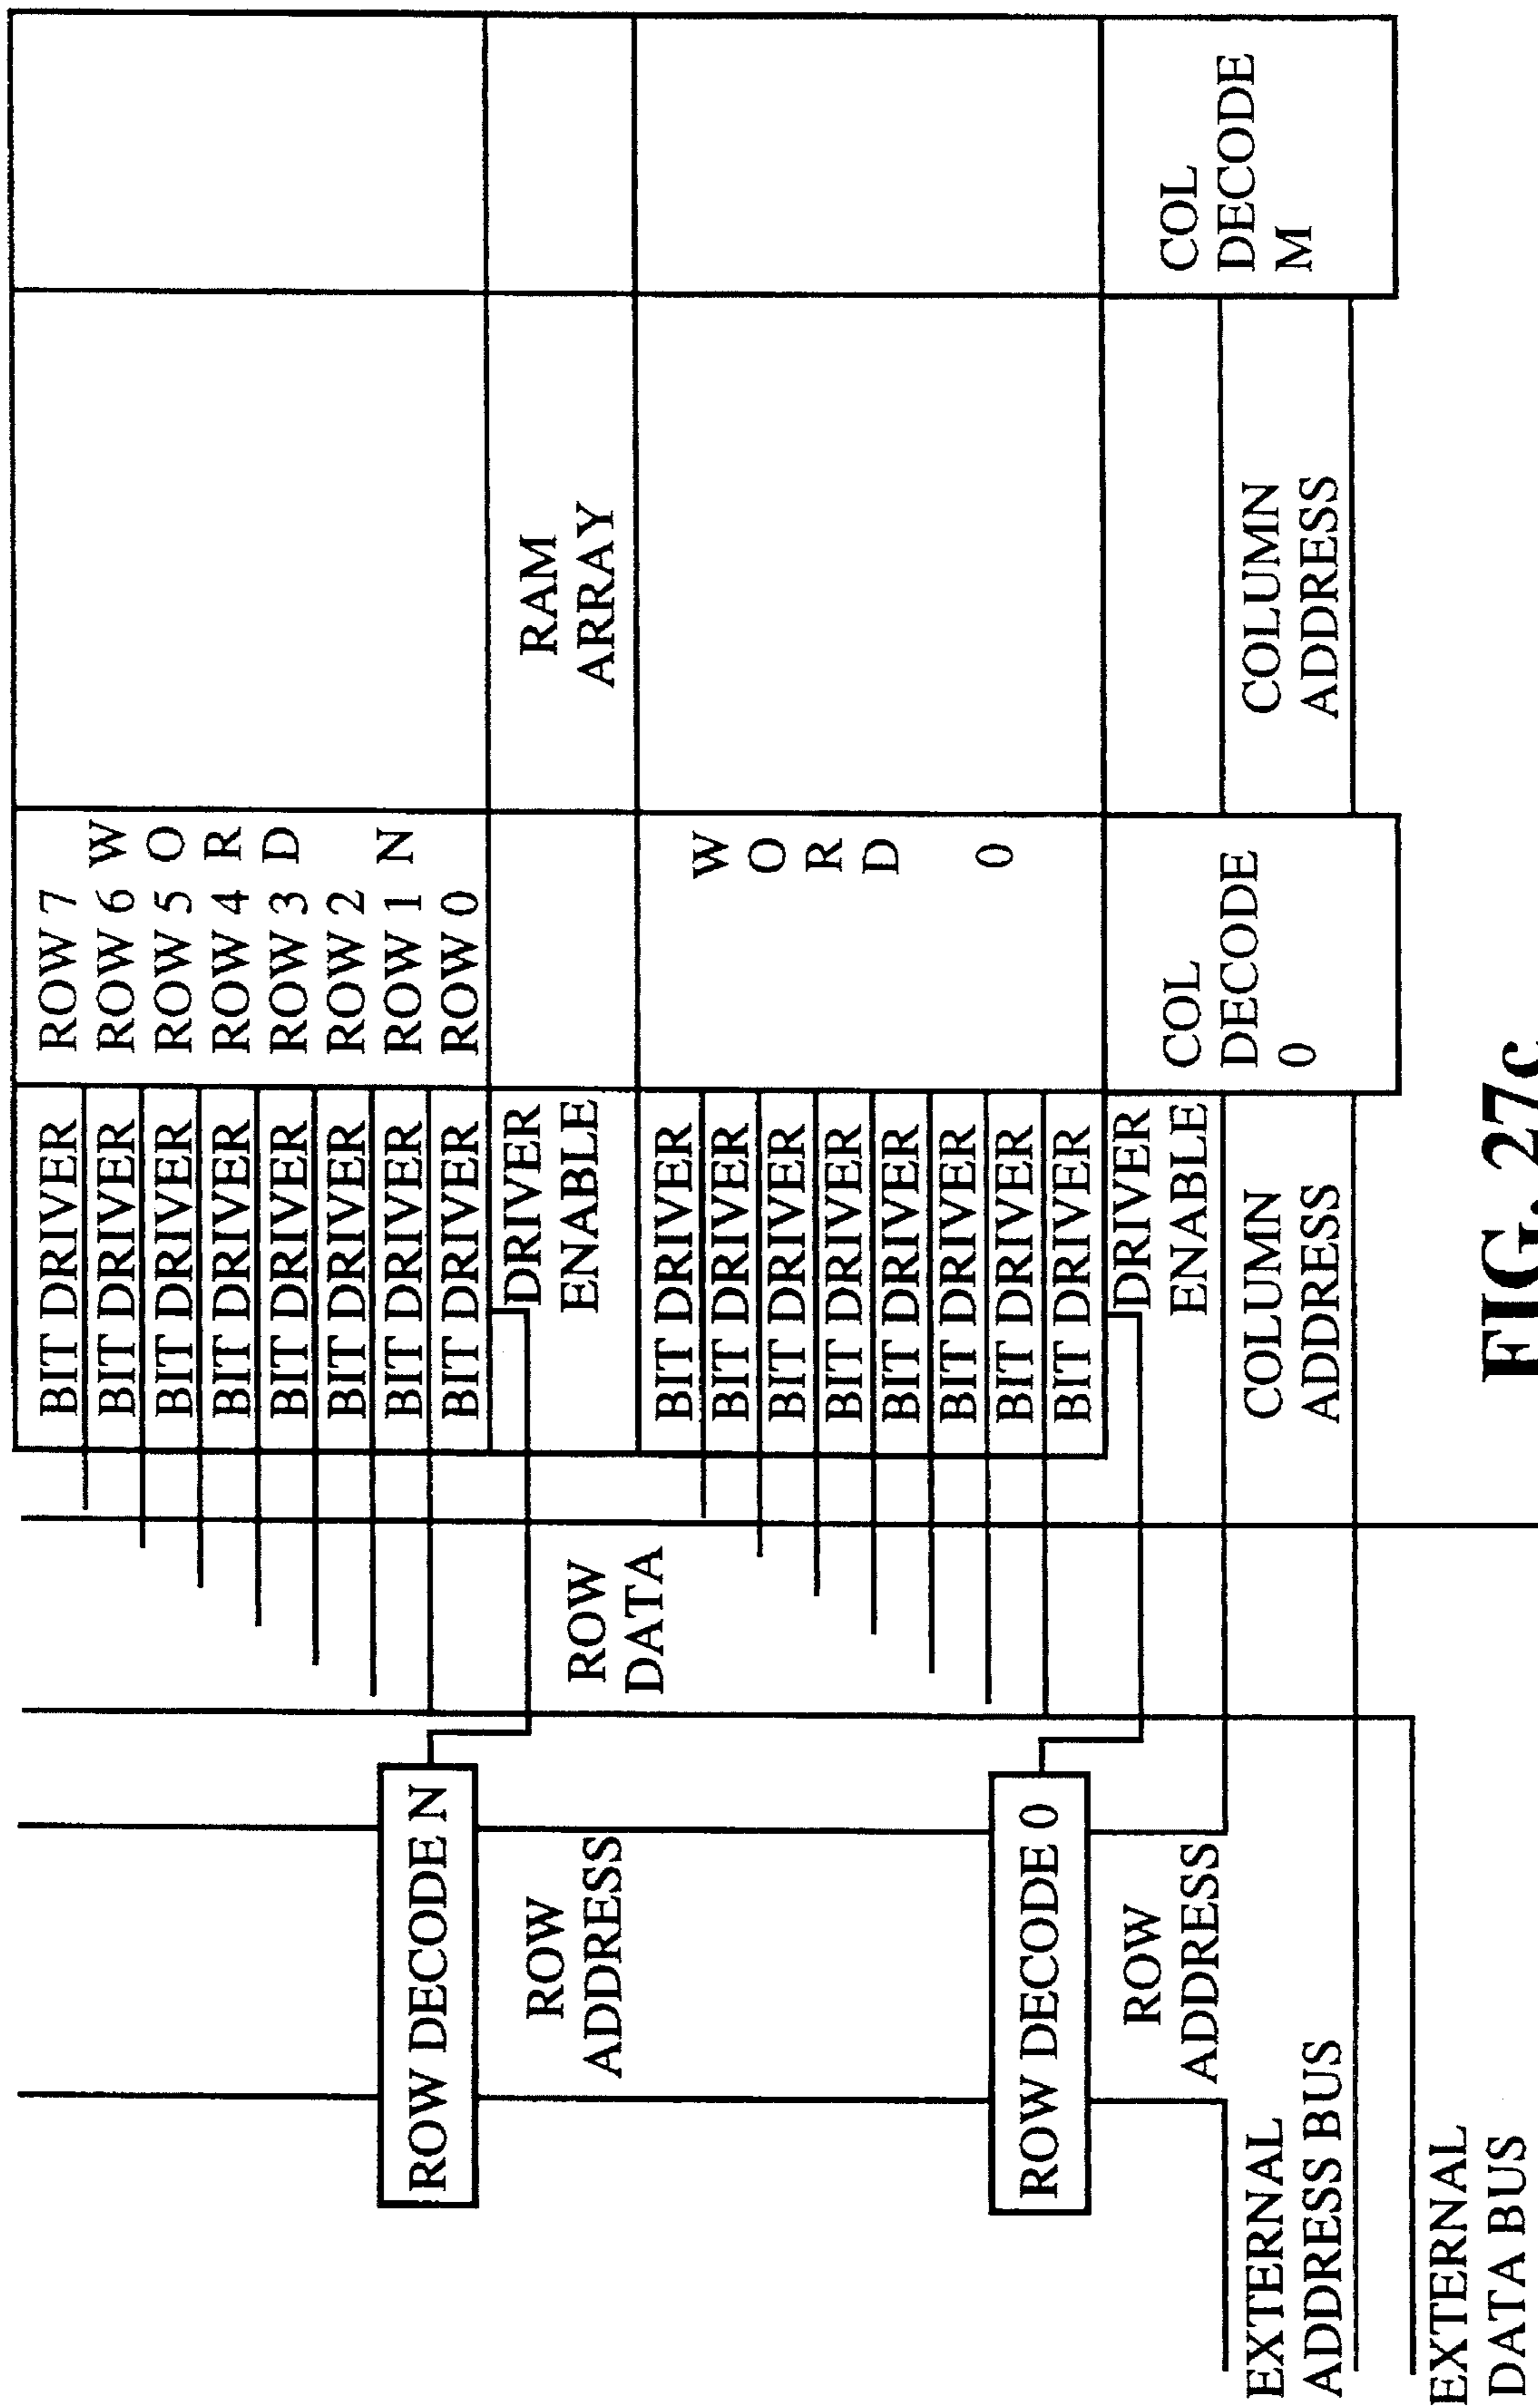 BIT DRIVER
BIT DRIVER
BIT DRIVER
BIT DRIVER
BIT DRIVER
BIT DRIVER
BIT DRIVER
BIT DRIVER
ROW 7
ROW 6 W
ROW 5 O
ROW 4 R
ROW 3 D
ROW 2
ROW 1 N
ROW 0
ROW DECODE N
DRIVER
ENABLE
RAM
ARRAY
ROW
ADDRESS
ROW
DATA
BIT DRIVER
BIT DRIVER
BIT DRIVER
BIT DRIVER
BIT DRIVER
BIT DRIVER
BIT DRIVER
BIT DRIVER
W
O
R
D
0
ROW DECODE 0
DRIVER
ENABLE
ROW
ADDRESS
COL
DECODE
0
COL
DECODE
M
EXTERNAL
ADDRESS BUS
COLUMN
ADDRESS
COLUMN
ADDRESS
EXTERNAL
DATA BUS
FIG. 27c